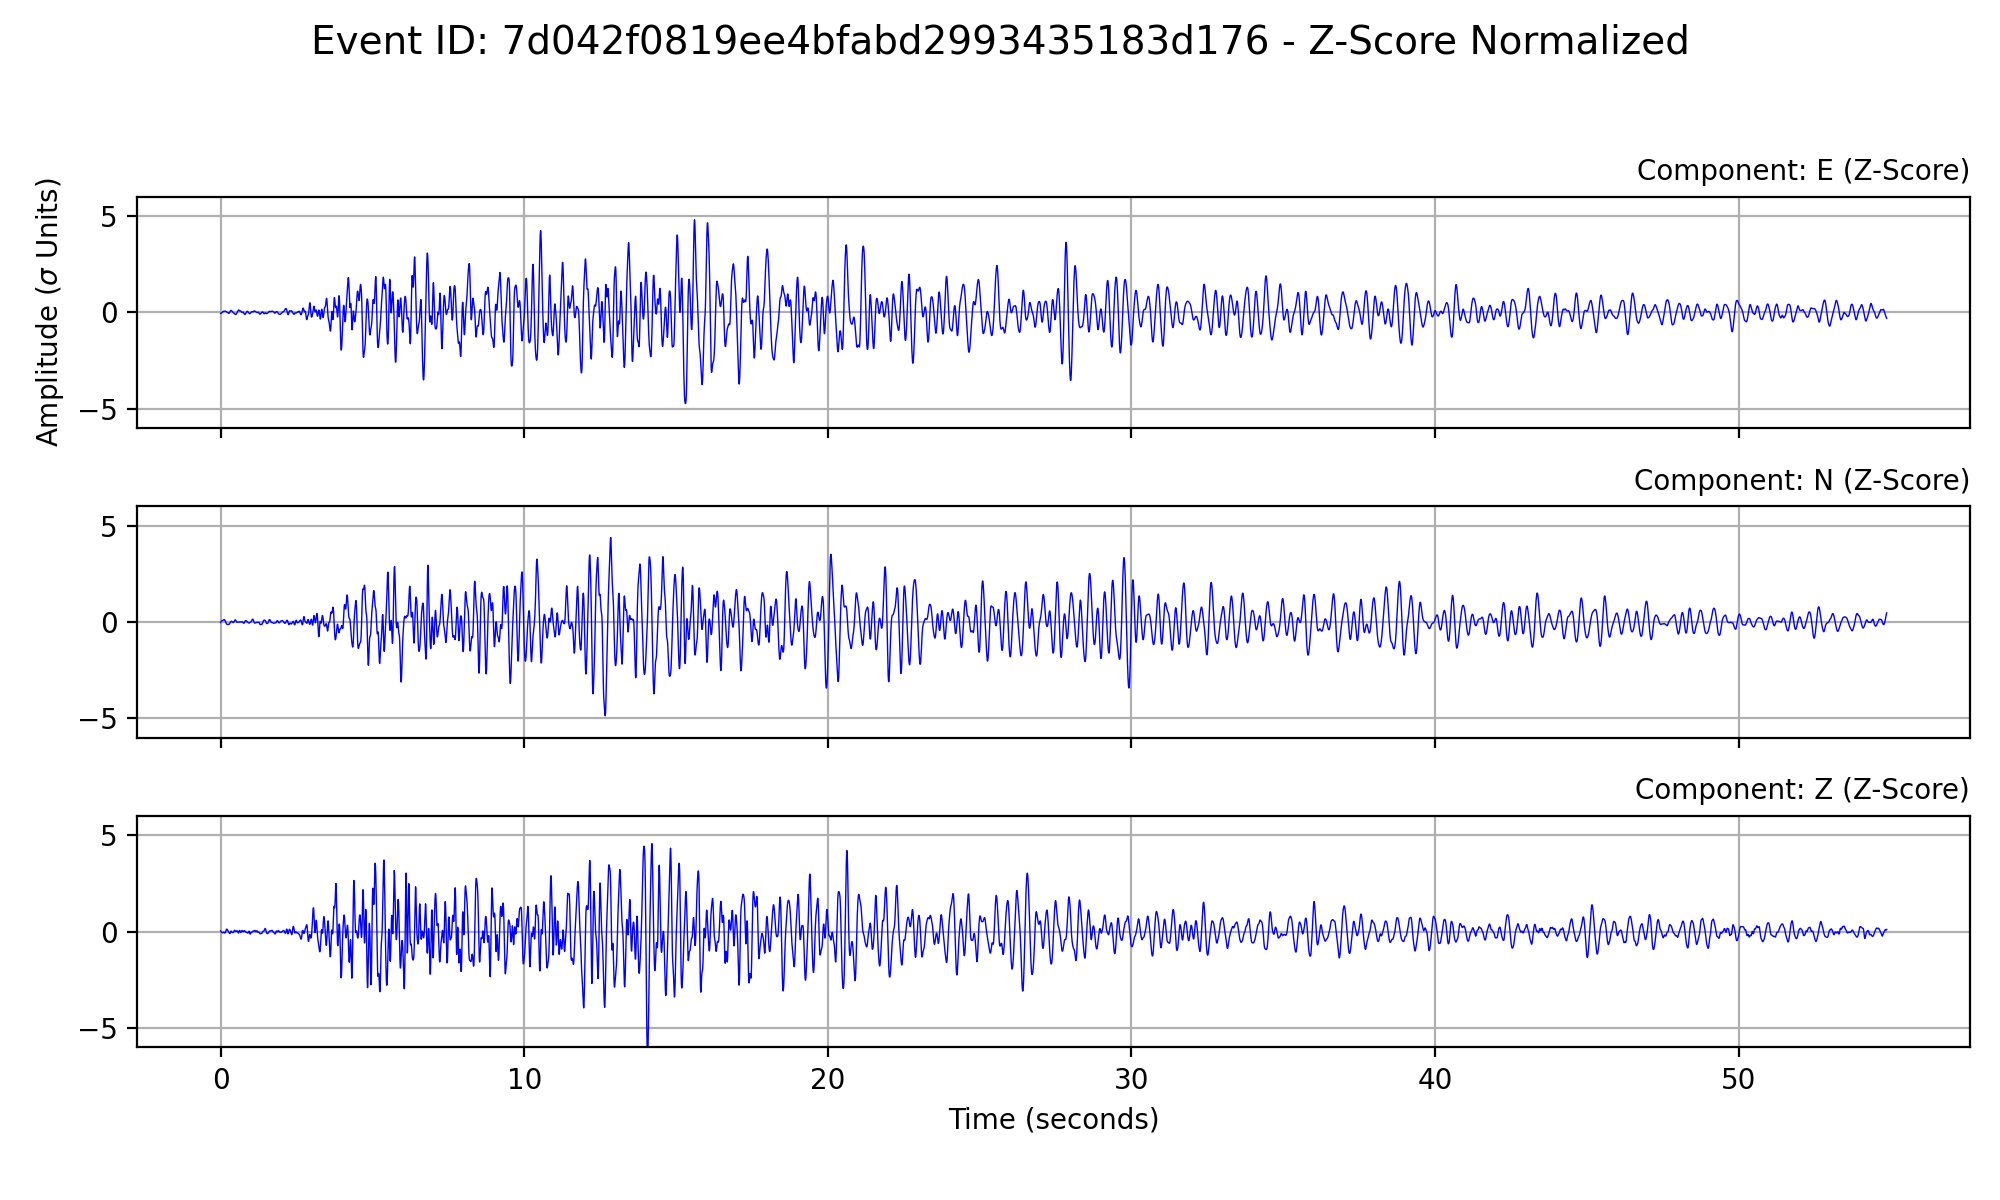 Event ID: 7d042f0819ee4bfabd2993435183d176 - Z-Score Normalized
Component: E (Z-Score)
Amplitude (σ Units)
5
0
−5
Component: N (Z-Score)
5
0
−5
Component: Z (Z-Score)
5
0
−5
0 10 20 30 40 50
Time (seconds)